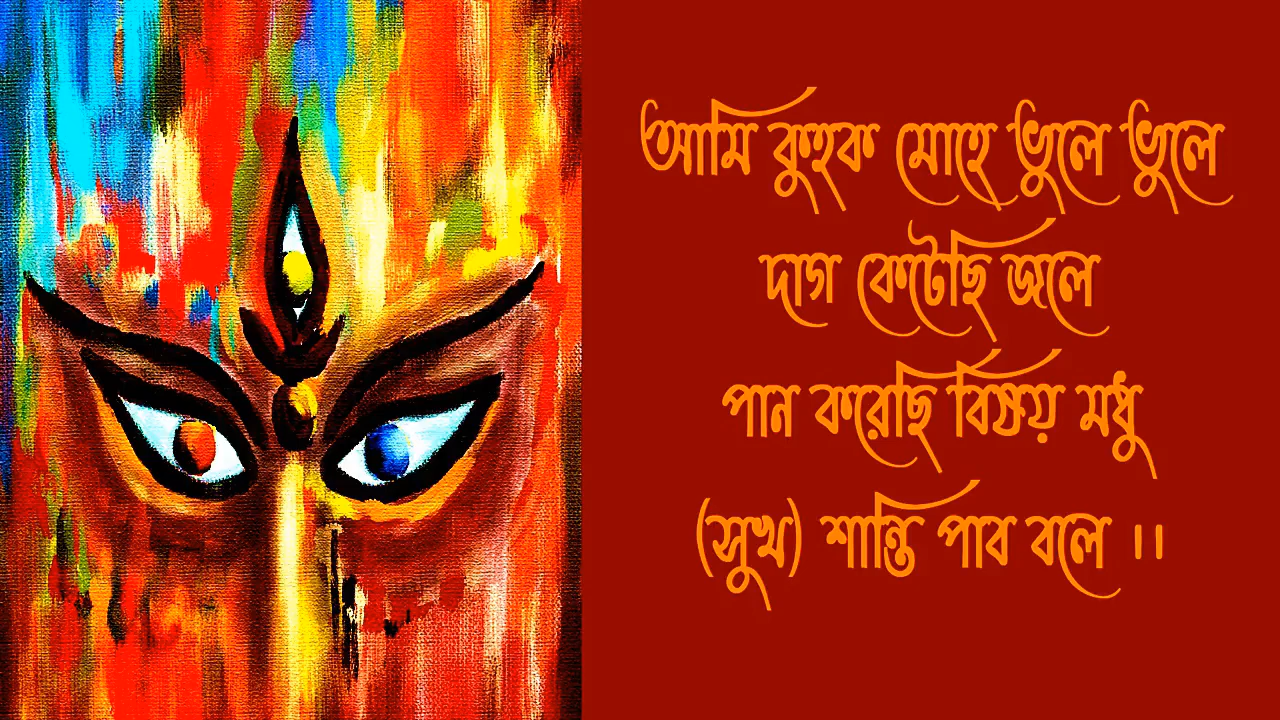 আমি কুহক মোহে ভুলে ভুলে
দাগ কেটেছি জলে
পান করেছি বিষয় মধু
(সুখ) শান্তি পাব বলে ।।